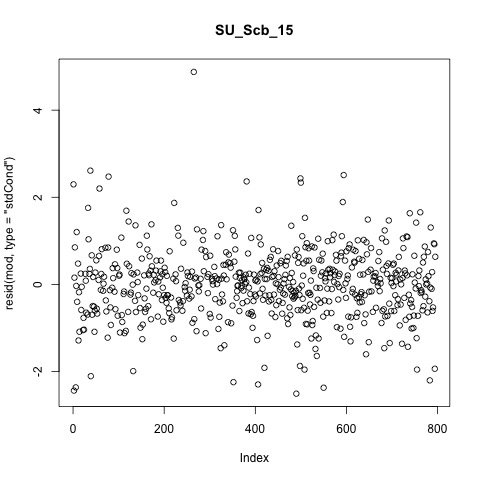 SU_Scb_15
resid(mod, type = "stdCond")
4
2
0
-2
0 200 400 600 800
Index